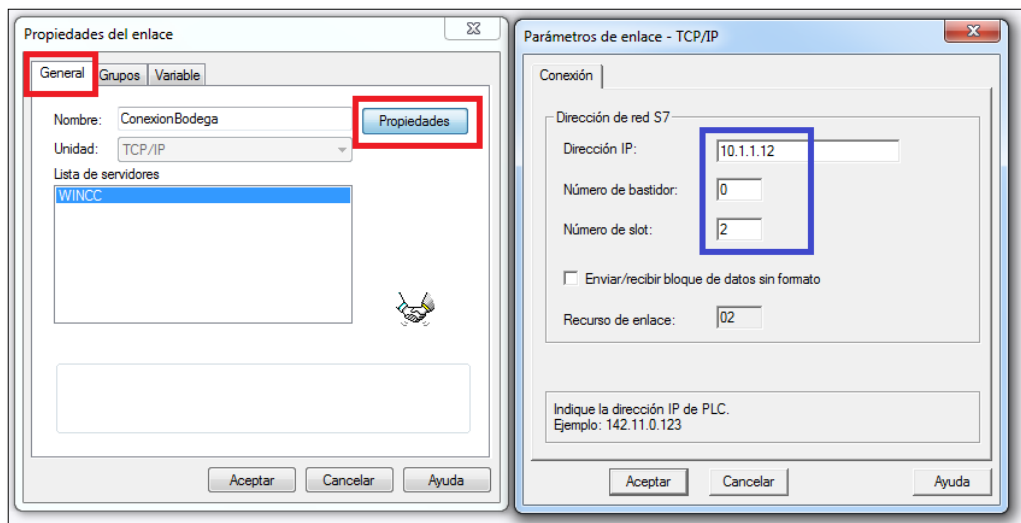 Propiedades del enlace
General Grupos Variable
Nombre: ConexionBodega Propiedades
Unidad: TCP/IP
Lista de servidores
WINCC
Aceptar Cancelar Ayuda
Parámetros de enlace - TCP/IP
Conexión
Dirección de red S7
Dirección IP: 10.1.1.12
Número de bastidor: 0
Número de slot: 2
Enviar/recibir bloque de datos sin formato
Recurso de enlace: 02
Indique la dirección IP de PLC.
Ejemplo: 142.11.0.123
Aceptar Cancelar Ayuda